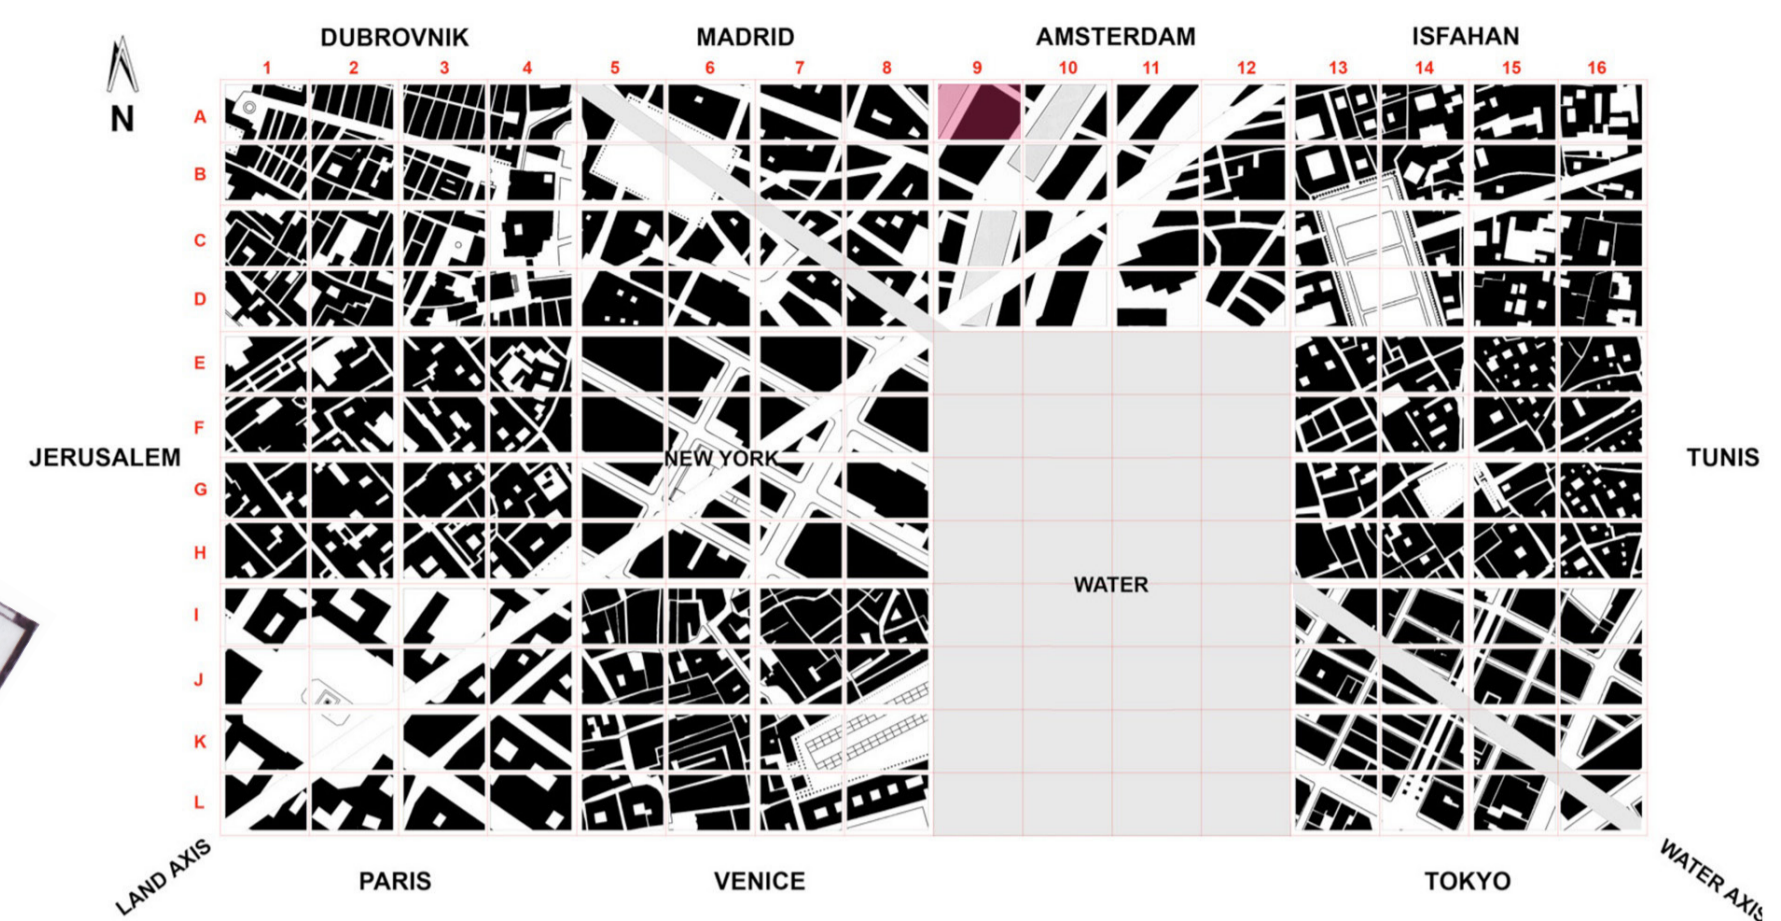 DUBROVNIK MADRID AMSTERDAM ISFAHAN
1 2 3 4 5 6 7 8 9 10 11 12 13 14 15 16
N
A
B
C
D
E
F
JERUSALEM NEW YORK TUNIS
G
H
WATER
I
J
K
L
LAND AXIS WATER AXIS
PARIS VENICE TOKYO